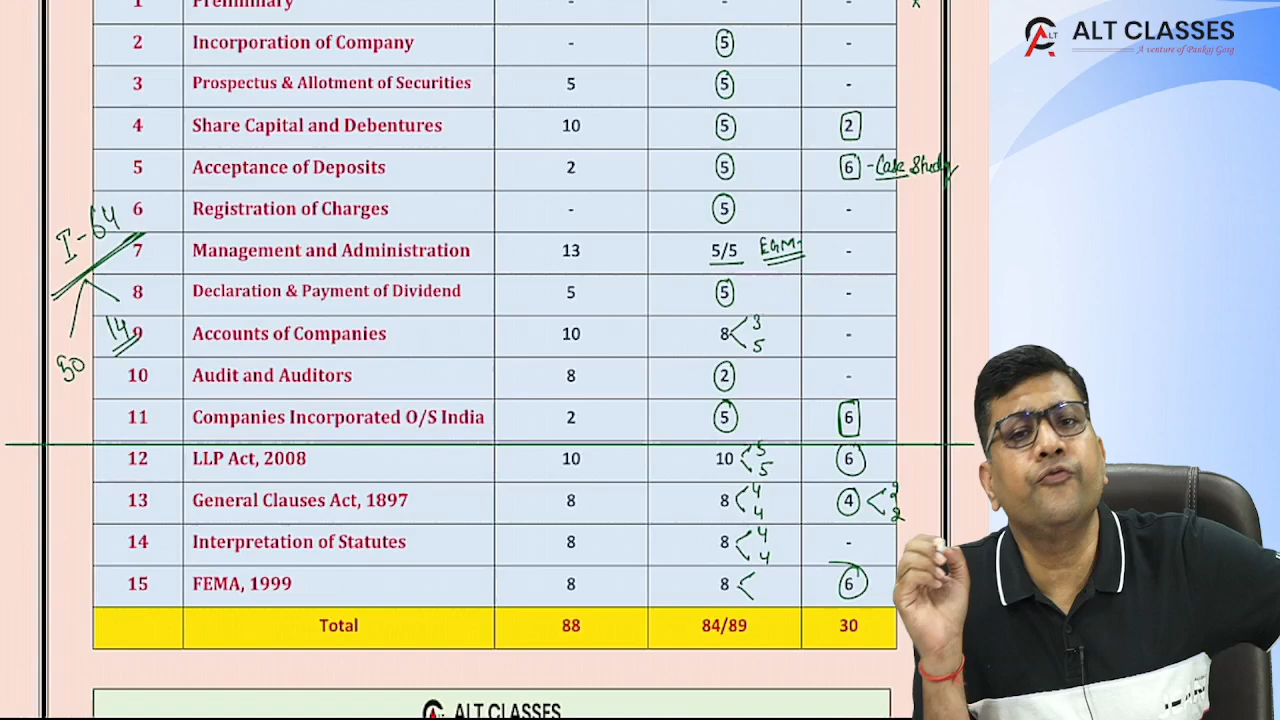 1 Preliminary - - - x
ALT CLASSES
A venture of Pankaj Garg
2 Incorporation of Company - 5 -
3 Prospectus & Allotment of Securities 5 5 -
4 Share Capital and Debentures 10 5 2
5 Acceptance of Deposits 2 5 6 - Case Study
6 Registration of Charges - 5 -
I-64
7 Management and Administration 13 5/5 EGM -
8 Declaration & Payment of Dividend 5 5 -
14
9 Accounts of Companies 10 8 3 5 -
50
10 Audit and Auditors 8 2 -
11 Companies Incorporated O/S India 2 5 6
12 LLP Act, 2008 10 10 5 5 6
13 General Clauses Act, 1897 8 8 4 4 4 2 2
14 Interpretation of Statutes 8 8 4 4 -
15 FEMA, 1999 8 8 6
Total 88 84/89 30
ALT CLASSES